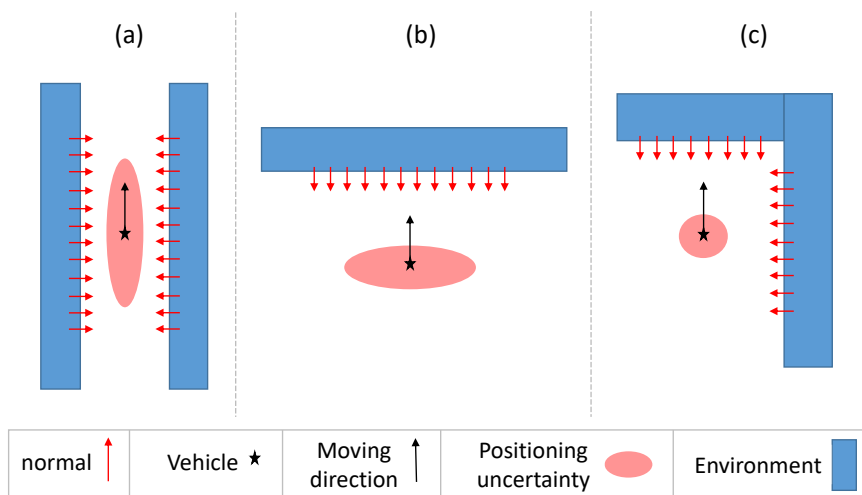 (a)
(b)
(c)
normal
Vehicle
Moving
direction
Positioning
uncertainty
Environment